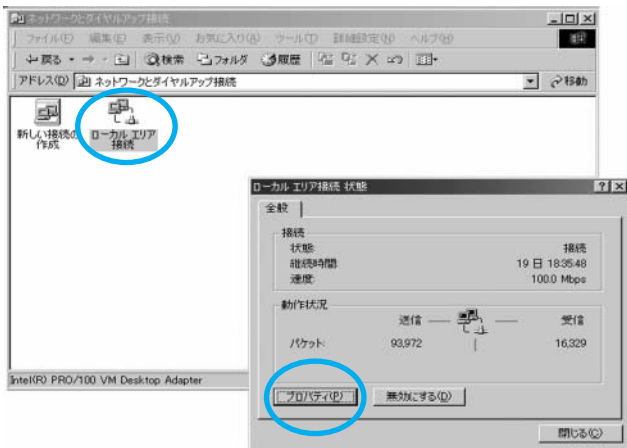 ネットワークとダイヤルアップ接続
ファイル(F) 編集(E) 表示(V) お気に入り(A) ツール(T) 詳細設定(N) ヘルプ(H)
戻る 検索 フォルダ 履歴
アドレス(D) ネットワークとダイヤルアップ接続 移動
新しい接続の
作成
ローカル エリア
接続
Intel(R) PRO/100 VM Desktop Adapter
ローカル エリア接続 状態
全般
接続
状態: 接続
継続時間: 19 日 18:35:48
速度: 100.0 Mbps
動作状況
送信 受信
パケット: 93,972 16,329
プロパティ(P) 無効にする(D)
閉じる(C)